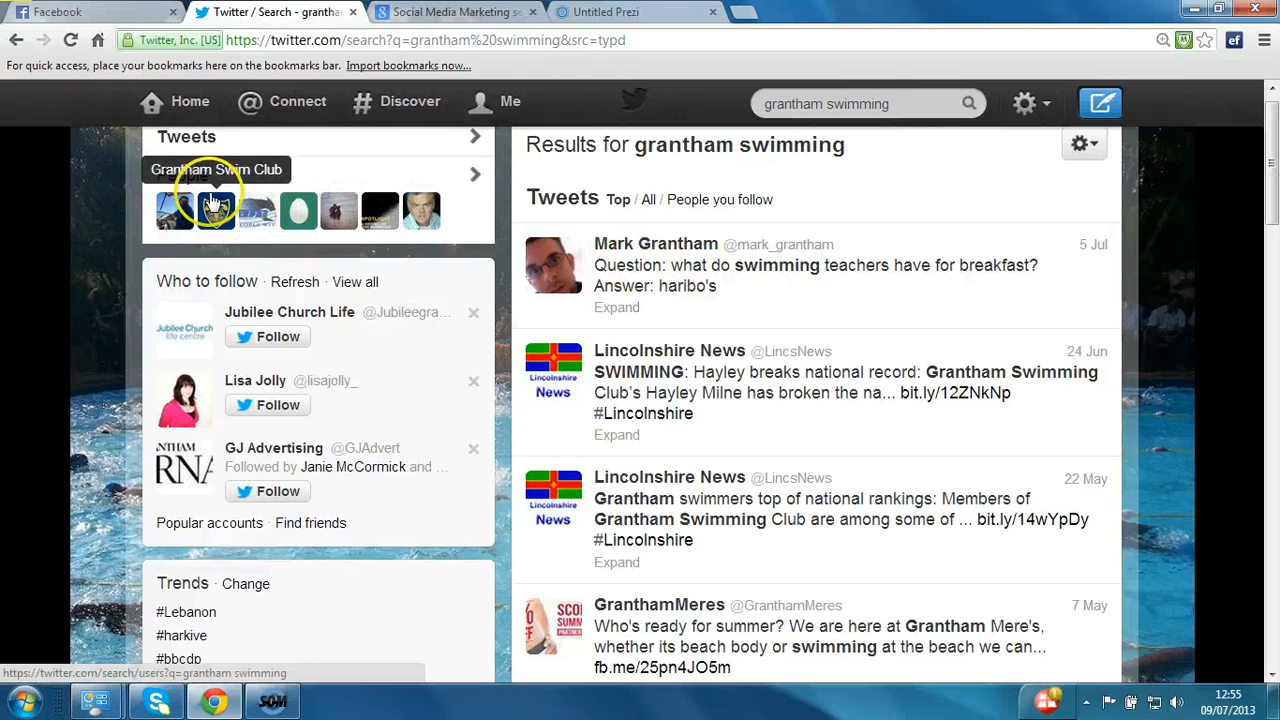 Facebook
Twitter / Search - grantha
Social Media Marketing se
Untitled Prezi
Twitter, Inc. [US]
https://twitter.com/search?q=grantham%20swimming&src=typd
For quick access, place your bookmarks here on the bookmarks bar. Import bookmarks now...
Home
Connect
Discover
Me
grantham swimming
Tweets
Grantham Swim Club
People
Who to follow · Refresh · View all
Jubilee Church Life @Jubileegra...
Follow
Lisa Jolly @lisajolly_
Follow
GJ Advertising @GJAdvert
Followed by Janie McCormick and ...
Follow
Popular accounts · Find friends
Trends · Change
#Lebanon
#harkive
#bbcdp
Results for grantham swimming
Tweets Top / All / People you follow
Mark Grantham @mark_grantham 5 Jul
Question: what do swimming teachers have for breakfast?
Answer: haribo's
Expand
Lincolnshire News @LincsNews 24 Jun
SWIMMING: Hayley breaks national record: Grantham Swimming
Club's Hayley Milne has broken the na... bit.ly/12ZNkNp
#Lincolnshire
Expand
Lincolnshire News @LincsNews 22 May
Grantham swimmers top of national rankings: Members of
Grantham Swimming Club are among some of ... bit.ly/14wYpDy
#Lincolnshire
Expand
GranthamMeres @GranthamMeres 7 May
Who's ready for summer? We are here at Grantham Mere's,
whether its beach body or swimming at the beach we can...
fb.me/25pn4JO5m
https://twitter.com/search/users?q=grantham swimming
12:55
09/07/2013